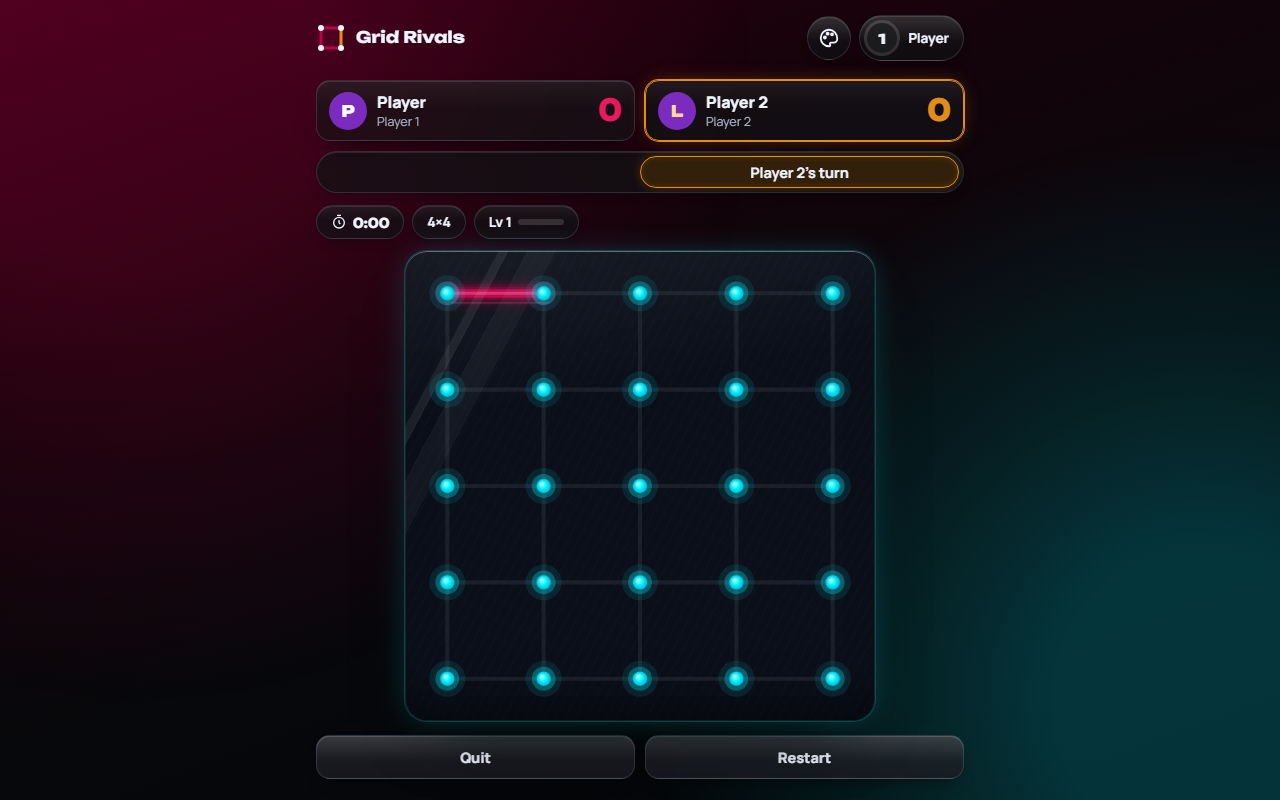 Grid Rivals
1 Player
P Player 0
Player 1
L Player 2 0
Player 2
Player 2's turn
0:00 4×4 Lv 1
Quit Restart